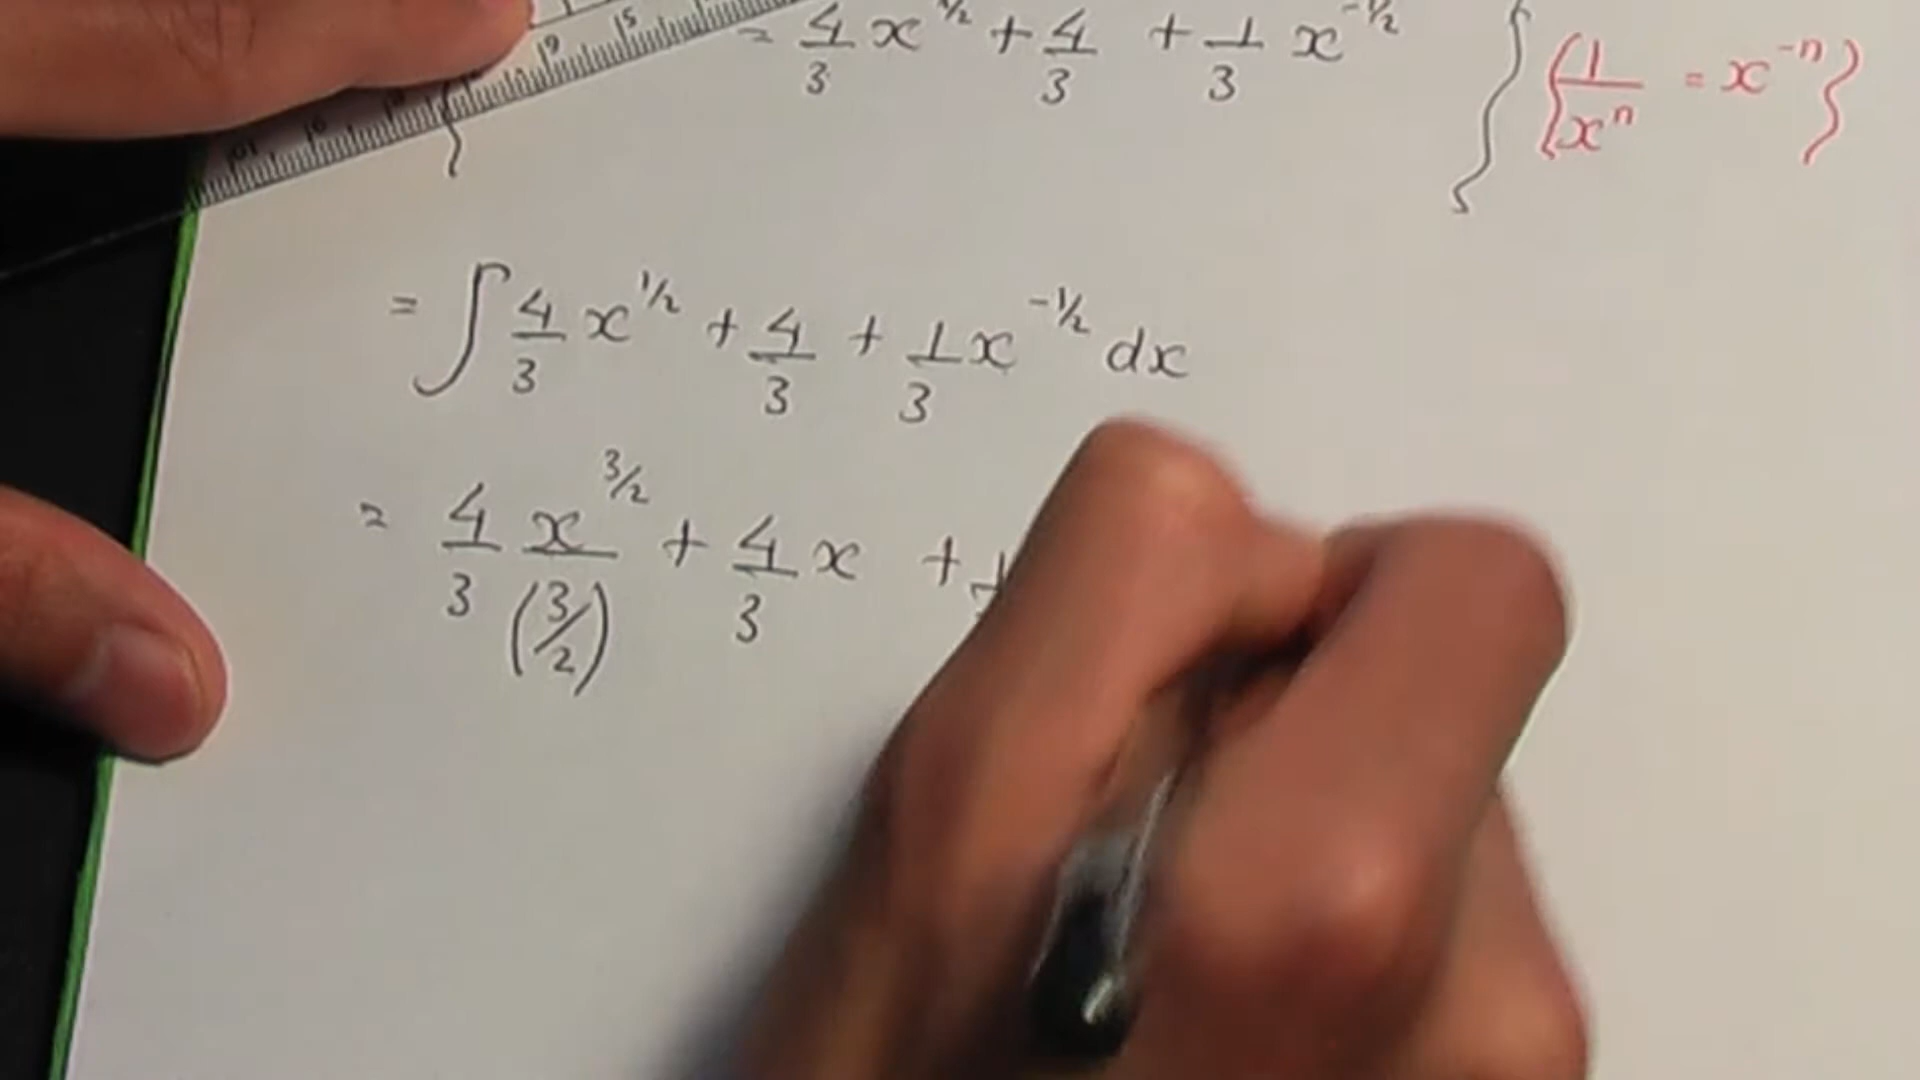 = 4/3 x^1/2 + 4/3 + 1/3 x^-1/2 { 1/x^n = x^-n }
= ∫ 4/3 x^1/2 + 4/3 + 1/3 x^-1/2 dx
= 4/3 x^3/2/(3/2) + 4/3 x +